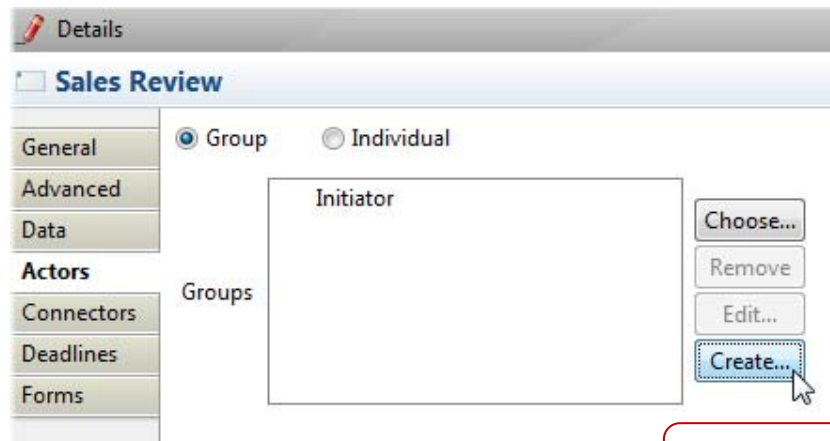 Details
Sales Review
General
Advanced
Data
Actors
Connectors
Deadlines
Forms
Group Individual
Groups
Initiator
Choose...
Remove
Edit...
Create...